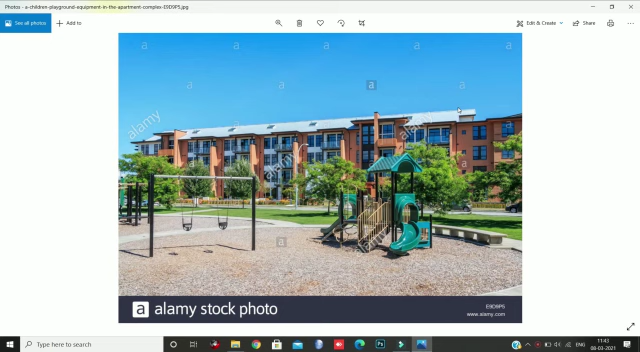 Photos - a-children-playground-equipment-in-the-apartment-complex-E9D9P5.jpg
See all photos
Add to
Edit & Create
Share
a
alamy
a
alamy stock photo
E9D9P5
www.alamy.com
Type here to search
ENG
11:43
08-03-2021